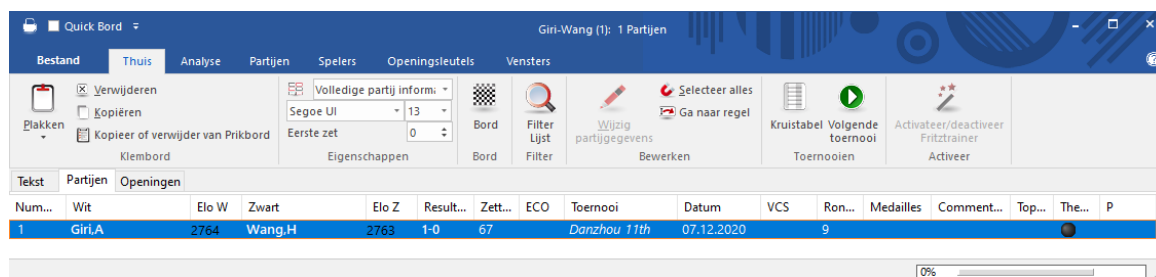 Quick Bord
Giri-Wang (1): 1 Partijen
Bestand Thuis Analyse Partijen Spelers Openingsleutels Vensters
Plakken
Verwijderen
Kopiëren
Kopieer of verwijder van Prikbord
Klembord
Volledige partij inform:
Segoe UI 13
Eerste zet 0
Eigenschappen
Bord
Bord
Filter
Lijst
Filter
Wijzig
partijgegevens
Selecteer alles
Ga naar regel
Bewerken
Kruistabel
Volgende
toernooi
Toernooien
Activateer/deactiveer
Fritztrainer
Activeer
Tekst Partijen Openingen
Num... Wit Elo W Zwart Elo Z Result... Zett... ECO Toernooi Datum VCS Ron... Medailles Comment... Top... The... P
1 Giri,A 2764 Wang,H 2763 1-0 67 Danzhou 11th 07.12.2020 9
0%